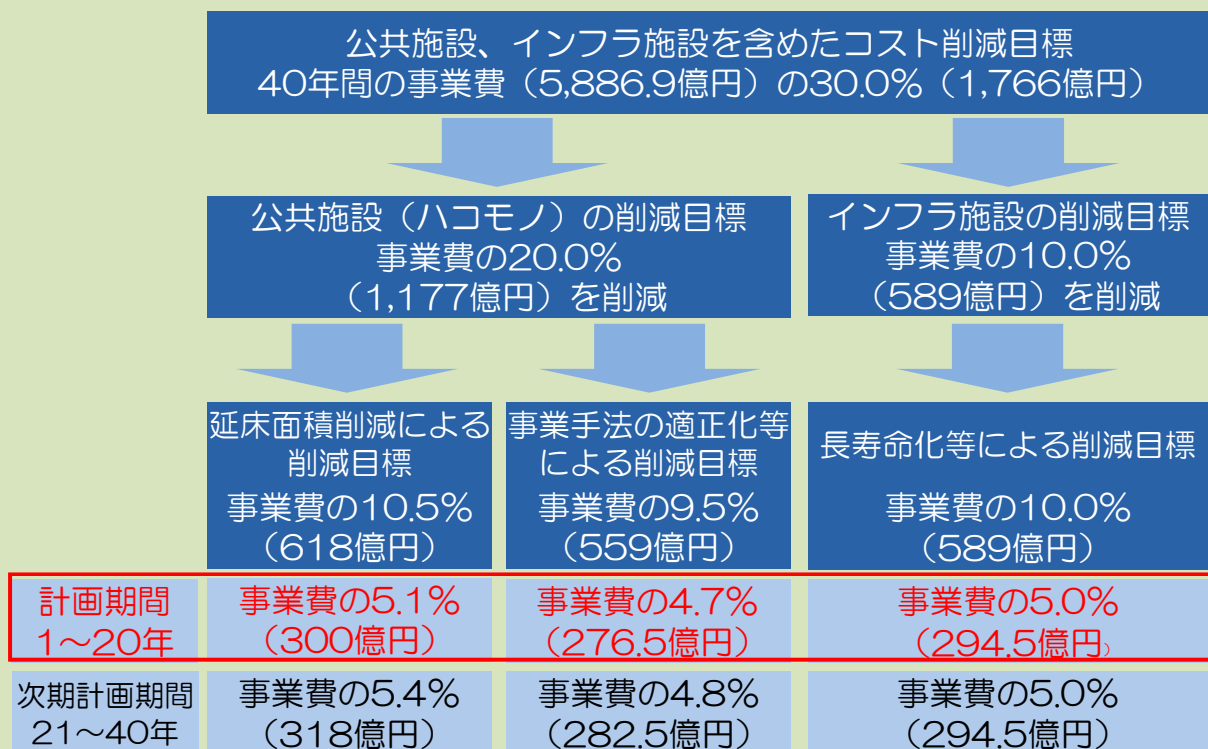 公共施設、インフラ施設を含めたコスト削減目標
40年間の事業費（5,886.9億円）の30.0%（1,766億円）
公共施設（ハコモノ）の削減目標
事業費の20.0%
（1,177億円）を削減
インフラ施設の削減目標
事業費の10.0%
（589億円）を削減
延床面積削減による
削減目標
事業費の10.5%
（618億円）
事業手法の適正化等
による削減目標
事業費の9.5%
（559億円）
長寿命化等による削減目標
事業費の10.0%
（589億円）
計画期間
1～20年
事業費の5.1%
（300億円）
事業費の4.7%
（276.5億円）
事業費の5.0%
（294.5億円）
次期計画期間
21～40年
事業費の5.4%
（318億円）
事業費の4.8%
（282.5億円）
事業費の5.0%
（294.5億円）